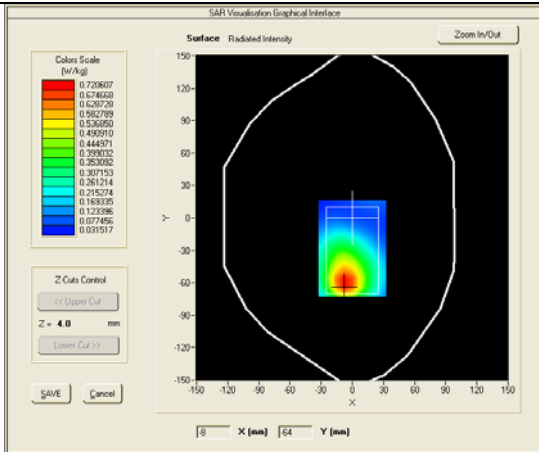 SAR Visualisation Graphical Interface
Surface Radiated Intensity
Zoom In/Out
Colors Scale
(W/kg)
0.720607
0.674668
0.628728
0.582789
0.536850
0.490910
0.444971
0.399032
0.353092
0.307153
0.261214
0.215274
0.169335
0.123396
0.077456
0.031517
Z-Cuts Control
<< Upper Cut
Z = 4.0 mm
Lower Cut >>
SAVE Cancel
150
120
90
60
30
0
-30
-60
-90
-120
-150
Y
-150 -120 -90 -60 -30 0 30 60 90 120 150
X
-8 X (mm) -64 Y (mm)